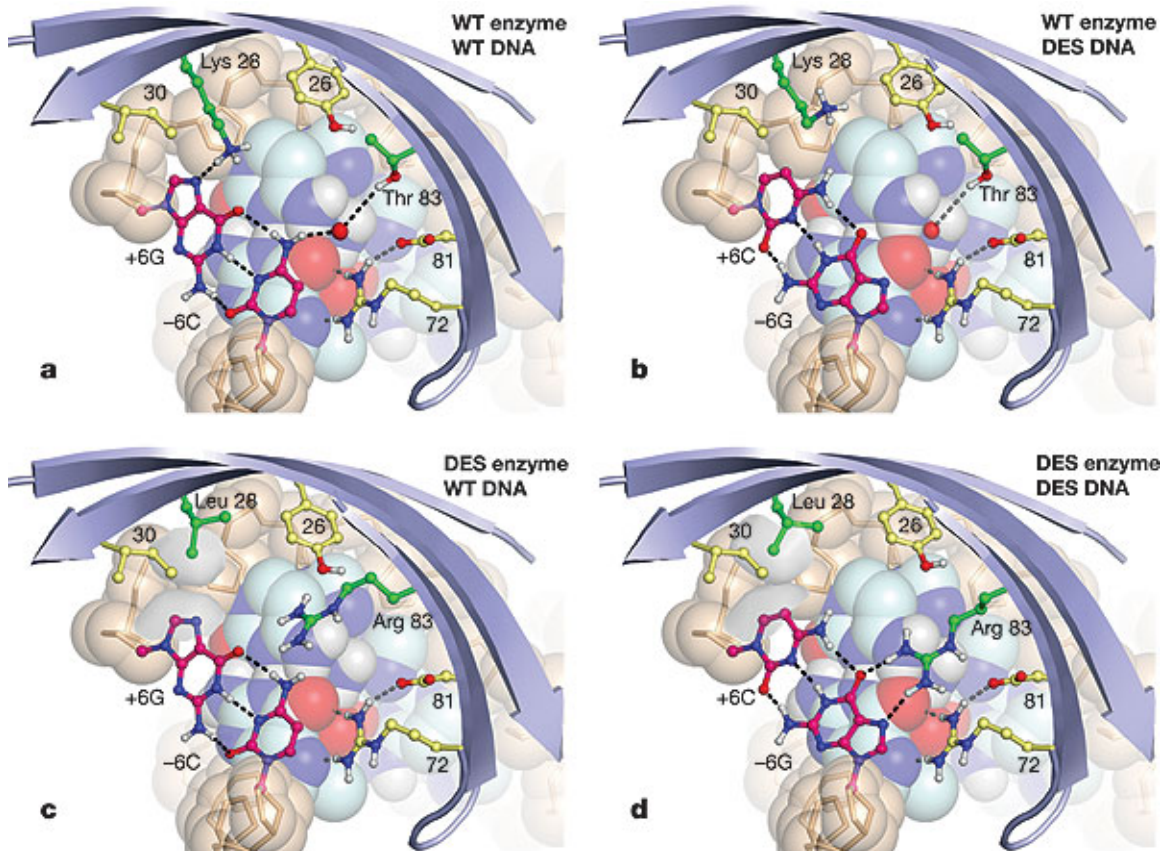 WT enzyme
WT DNA
Lys 28
26
30
Thr 83
+6G
81
–6C
72
a
WT enzyme
DES DNA
Lys 28
26
30
Thr 83
+6C
81
–6G
72
b
DES enzyme
WT DNA
Leu 28
30
26
Arg 83
+6G
81
–6C
72
c
DES enzyme
DES DNA
Leu 28
30
26
Arg 83
+6C
81
–6G
72
d